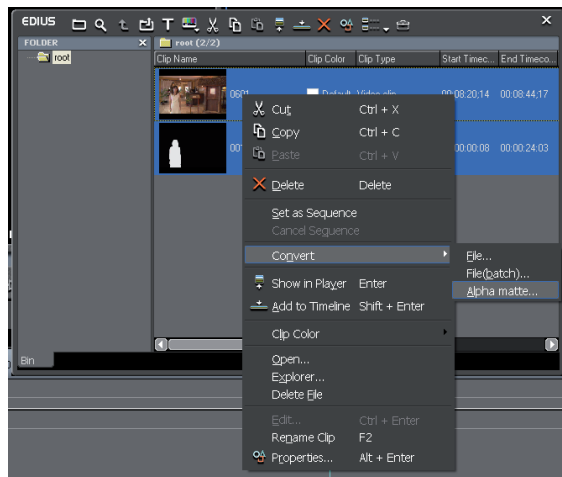 EDIUS
FOLDER
root (2/2)
root
Clip Name Clip Color Clip Type Start Timec... End Timeco...
0601 Default Video clip 00:08:20;14 00:08:44;17
001 00:00:08 00:00:24:03
Cut Ctrl + X
Copy Ctrl + C
Paste Ctrl + V
Delete Delete
Set as Sequence
Cancel Sequence
Convert
File...
File(batch)...
Alpha matte...
Show in Player Enter
Add to Timeline Shift + Enter
Clip Color
Open...
Explorer...
Delete File
Edit... Ctrl + Enter
Rename Clip F2
Properties... Alt + Enter
Bin